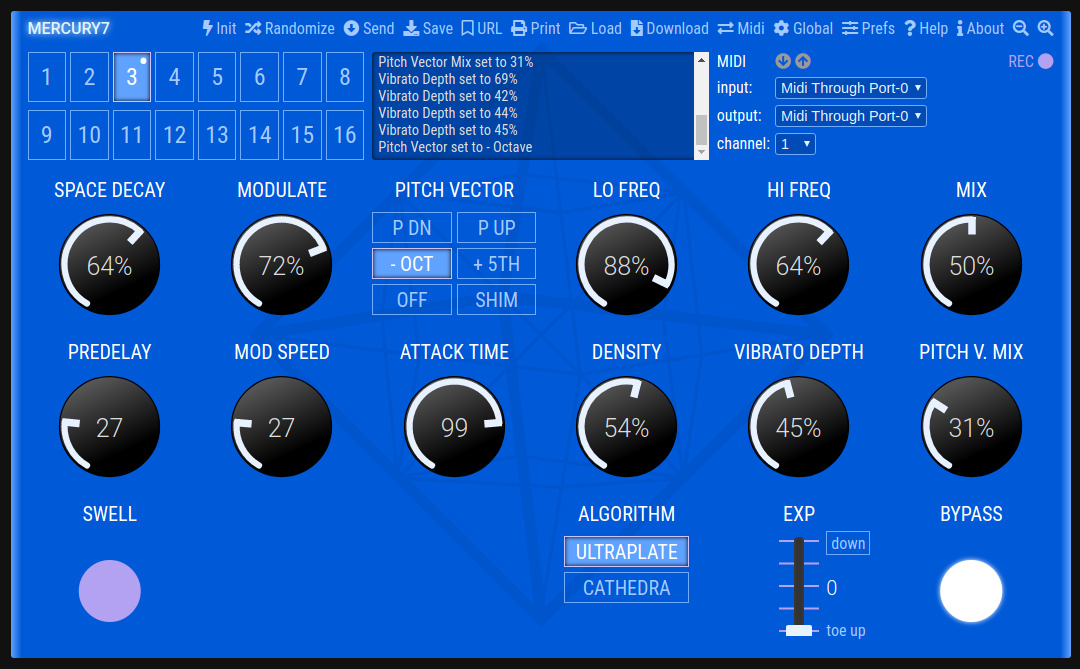 MERCURY7 Init Randomize Send Save URL Print Load Download Midi Global Prefs Help About
1 2 3 4 5 6 7 8
9 10 11 12 13 14 15 16
Pitch Vector Mix set to 31%
Vibrato Depth set to 69%
Vibrato Depth set to 42%
Vibrato Depth set to 44%
Vibrato Depth set to 45%
Pitch Vector set to - Octave
MIDI REC
input: Midi Through Port-0
output: Midi Through Port-0
channel: 1
SPACE DECAY MODULATE PITCH VECTOR LO FREQ HI FREQ MIX
P DN P UP
64% 72% - OCT + 5TH 88% 64% 50%
OFF SHIM
PREDELAY MOD SPEED ATTACK TIME DENSITY VIBRATO DEPTH PITCH V. MIX
27 27 99 54% 45% 31%
SWELL ALGORITHM EXP BYPASS
ULTRAPLATE down
CATHEDRA 0
toe up